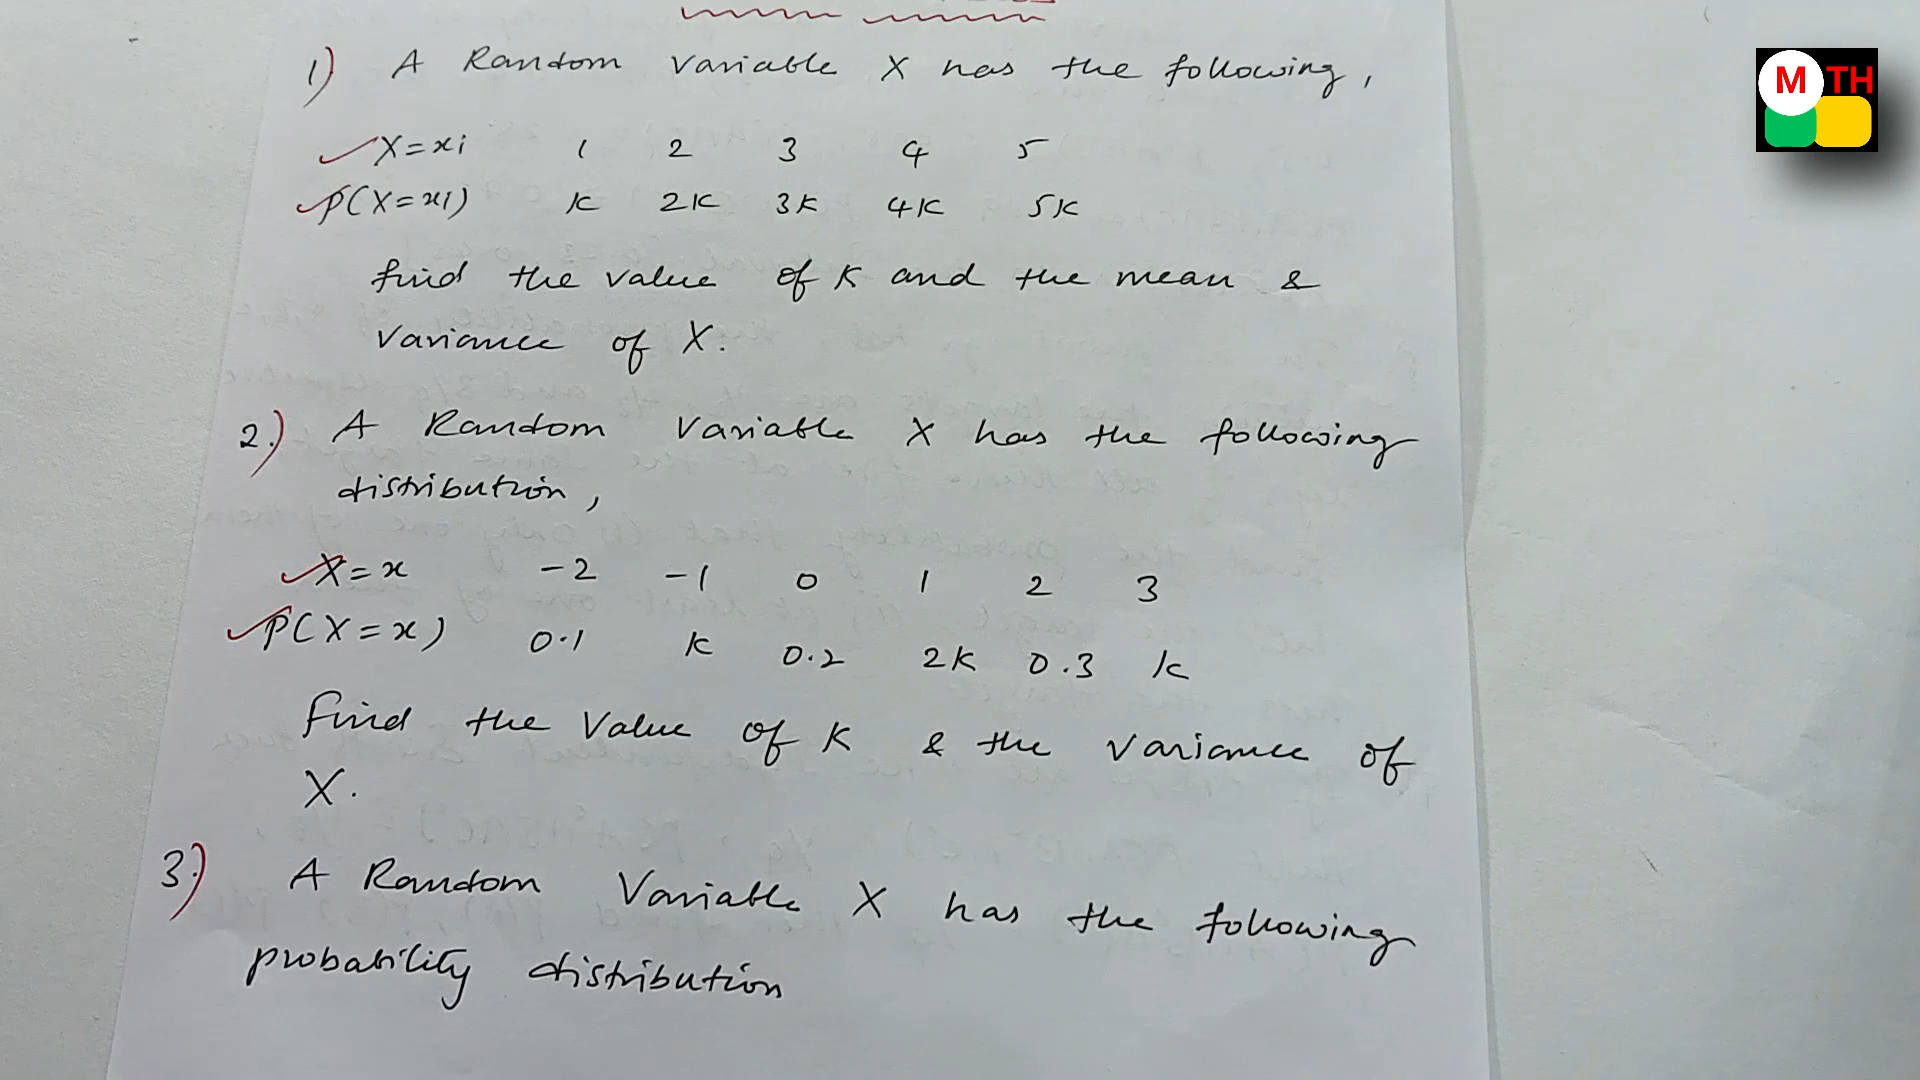 1) A Random Variable X has the following,
X=xi 1 2 3 4 5
P(X=xi) K 2K 3K 4K 5K
find the value of K and the mean &
Variance of X.
2.) A Random Variable X has the following
distribution,
X=x -2 -1 0 1 2 3
P(X=x) 0.1 K 0.2 2K 0.3 K
Find the Value of K & the Variance of
X.
3.) A Random Variable X has the following
probability distribution
M TH